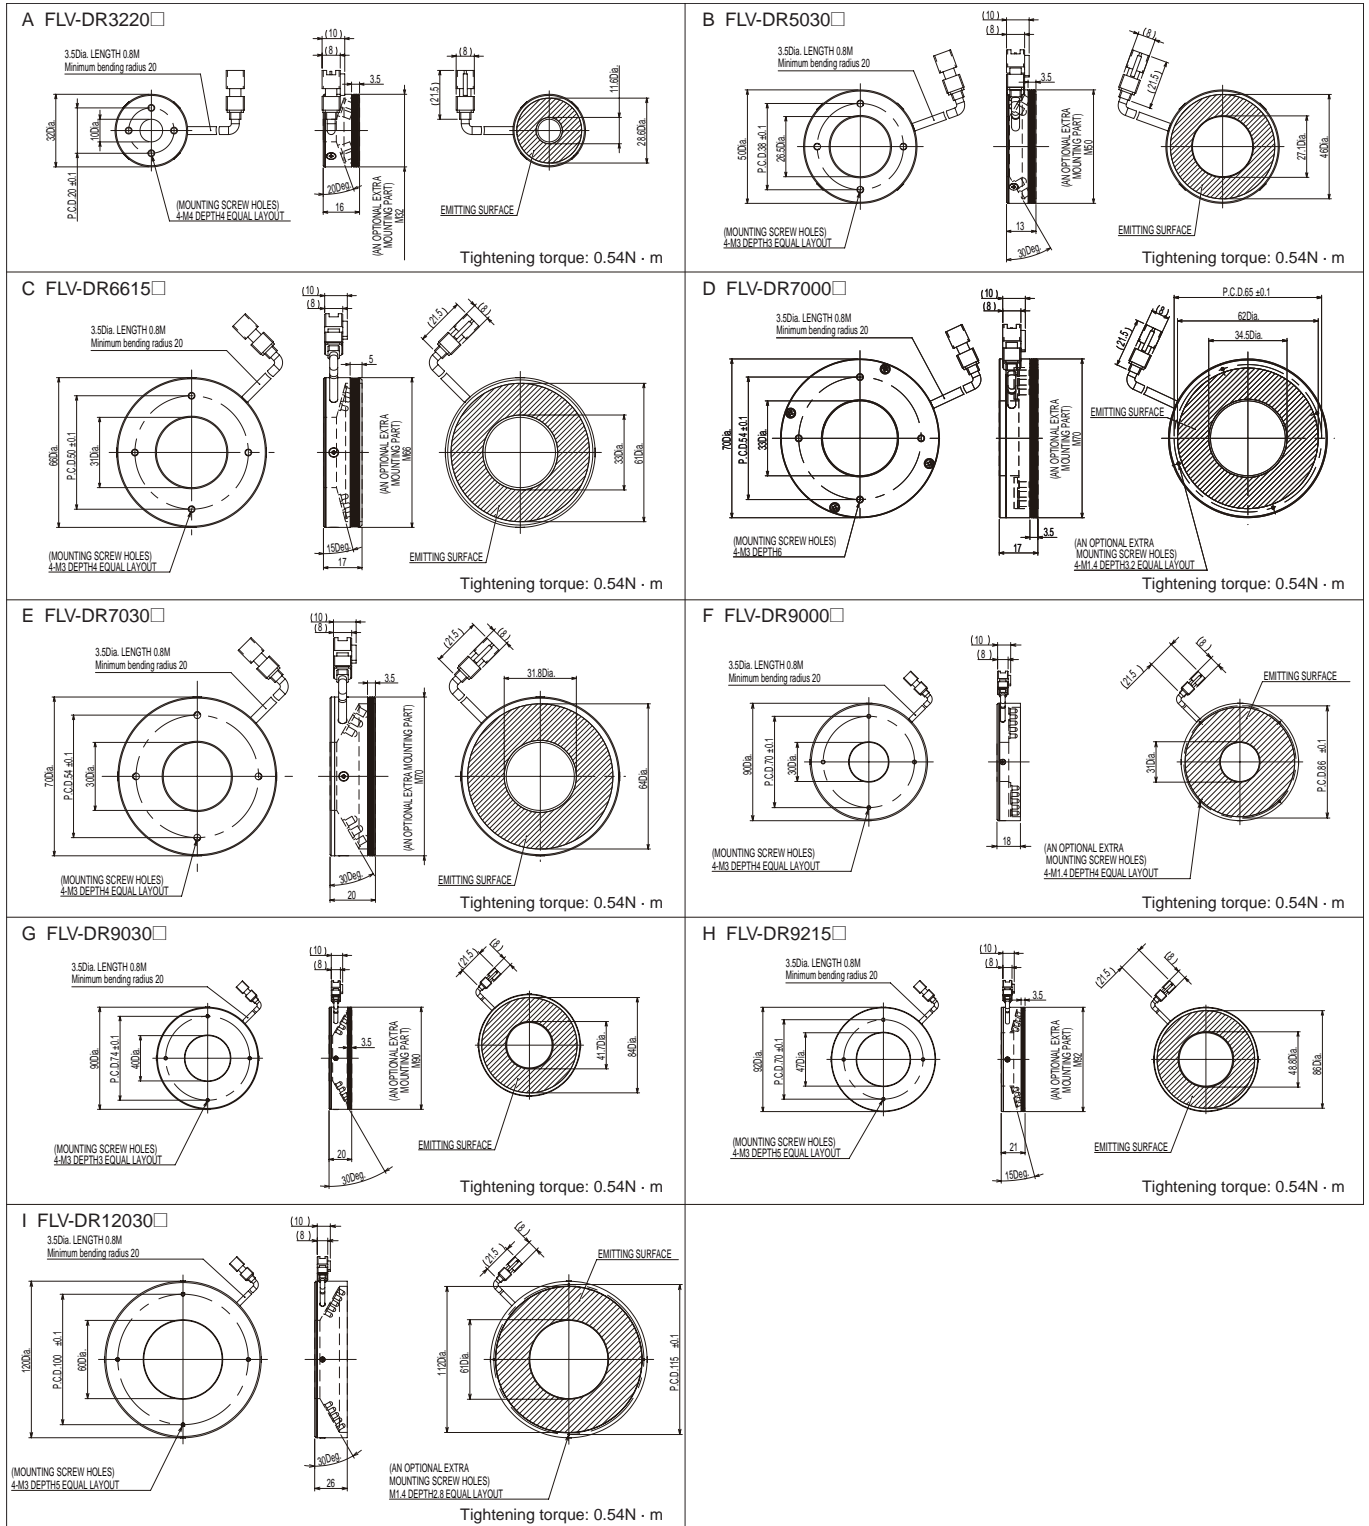 A FLV-DR3220□
3.5Dia. LENGTH 0.8M
Minimum bending radius 20
32Dia.
P.C.D.20 ±0.1
10Dia.
(MOUNTING SCREW HOLES)
4-M4 DEPTH4 EQUAL LAYOUT
(10)
(8)
3.5
20Deg.
16
(AN OPTIONAL EXTRA
MOUNTING PART)
M32
(8)
(21.5)
11.6Dia.
28.6Dia.
EMITTING SURFACE
Tightening torque: 0.54N · m
B FLV-DR5030□
3.5Dia. LENGTH 0.8M
Minimum bending radius 20
50Dia.
P.C.D.38 ±0.1
26.5Dia.
(MOUNTING SCREW HOLES)
4-M3 DEPTH3 EQUAL LAYOUT
(10)
(8)
3.5
13
30Deg.
(AN OPTIONAL EXTRA
MOUNTING PART)
M50
(8)
(21.5)
27.1Dia.
46Dia.
EMITTING SURFACE
Tightening torque: 0.54N · m
C FLV-DR6615□
3.5Dia. LENGTH 0.8M
Minimum bending radius 20
66Dia.
P.C.D.50 ±0.1
31Dia.
(MOUNTING SCREW HOLES)
4-M3 DEPTH4 EQUAL LAYOUT
(10)
(8)
5
15Deg.
17
(AN OPTIONAL EXTRA
MOUNTING PART)
M66
(21.5)
(8)
33Dia.
61Dia.
EMITTING SURFACE
Tightening torque: 0.54N · m
D FLV-DR7000□
3.5Dia. LENGTH 0.8M
Minimum bending radius 20
70Dia.
P.C.D.54 ±0.1
33Dia.
(MOUNTING SCREW HOLES)
4-M3 DEPTH6
(10)
(8)
17
3.5
(AN OPTIONAL EXTRA
MOUNTING PART)
M70
P.C.D.65 ±0.1
(8)
62Dia.
34.5Dia.
(21.5)
EMITTING SURFACE
(AN OPTIONAL EXTRA
MOUNTING SCREW HOLES)
4-M1.4 DEPTH3.2 EQUAL LAYOUT
Tightening torque: 0.54N · m
E FLV-DR7030□
3.5Dia. LENGTH 0.8M
Minimum bending radius 20
70Dia.
P.C.D.54 ±0.1
30Dia.
(MOUNTING SCREW HOLES)
4-M3 DEPTH4 EQUAL LAYOUT
(10)
(8)
3.5
30Deg.
20
(AN OPTIONAL EXTRA MOUNTING PART)
M70
(21.5)
(8)
31.8Dia.
64Dia.
EMITTING SURFACE
Tightening torque: 0.54N · m
F FLV-DR9000□
3.5Dia. LENGTH 0.8M
Minimum bending radius 20
90Dia.
P.C.D.70 ±0.1
30Dia.
(MOUNTING SCREW HOLES)
4-M3 DEPTH4 EQUAL LAYOUT
(10)
(8)
18
(21.5)
(8)
EMITTING SURFACE
31Dia.
P.C.D.86 ±0.1
(AN OPTIONAL EXTRA
MOUNTING SCREW HOLES)
4-M1.4 DEPTH4 EQUAL LAYOUT
Tightening torque: 0.54N · m
G FLV-DR9030□
3.5Dia. LENGTH 0.8M
Minimum bending radius 20
90Dia.
P.C.D.74 ±0.1
40Dia.
(MOUNTING SCREW HOLES)
4-M3 DEPTH3 EQUAL LAYOUT
(10)
(8)
3.5
20
30Deg.
(AN OPTIONAL EXTRA
MOUNTING PART)
M90
(21.5)
(8)
41.7Dia.
84Dia.
EMITTING SURFACE
Tightening torque: 0.54N · m
H FLV-DR9215□
3.5Dia. LENGTH 0.8M
Minimum bending radius 20
92Dia.
P.C.D.70 ±0.1
47Dia.
(MOUNTING SCREW HOLES)
4-M3 DEPTH5 EQUAL LAYOUT
(10)
(8)
3.5
21
15Deg.
(AN OPTIONAL EXTRA
MOUNTING PART)
M92
(21.5)
(8)
48.8Dia.
86Dia.
EMITTING SURFACE
Tightening torque: 0.54N · m
I FLV-DR12030□
3.5Dia. LENGTH 0.8M
Minimum bending radius 20
120Dia.
P.C.D.100 ±0.1
60Dia.
(MOUNTING SCREW HOLES)
4-M3 DEPTH5 EQUAL LAYOUT
(10)
(8)
30Deg.
26
(21.5)
(8)
EMITTING SURFACE
112Dia.
61Dia.
P.C.D.115 ±0.1
(AN OPTIONAL EXTRA
MOUNTING SCREW HOLES)
M1.4 DEPTH2.8 EQUAL LAYOUT
Tightening torque: 0.54N · m